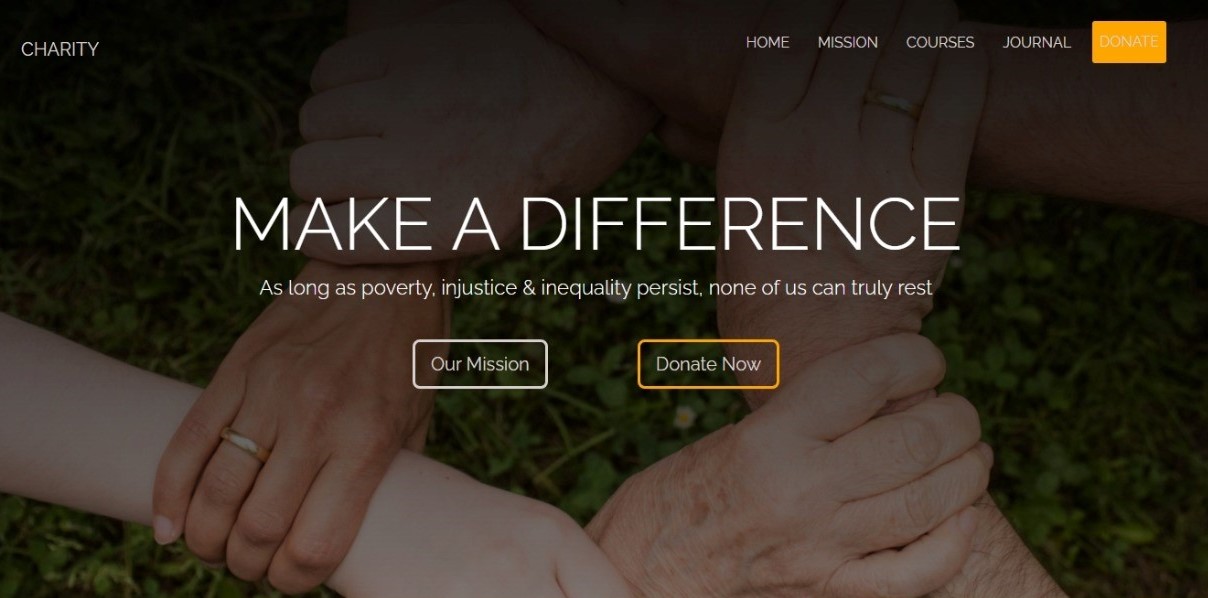 CHARITY
HOME MISSION COURSES JOURNAL DONATE
MAKE A DIFFERENCE
As long as poverty, injustice & inequality persist, none of us can truly rest
Our Mission Donate Now